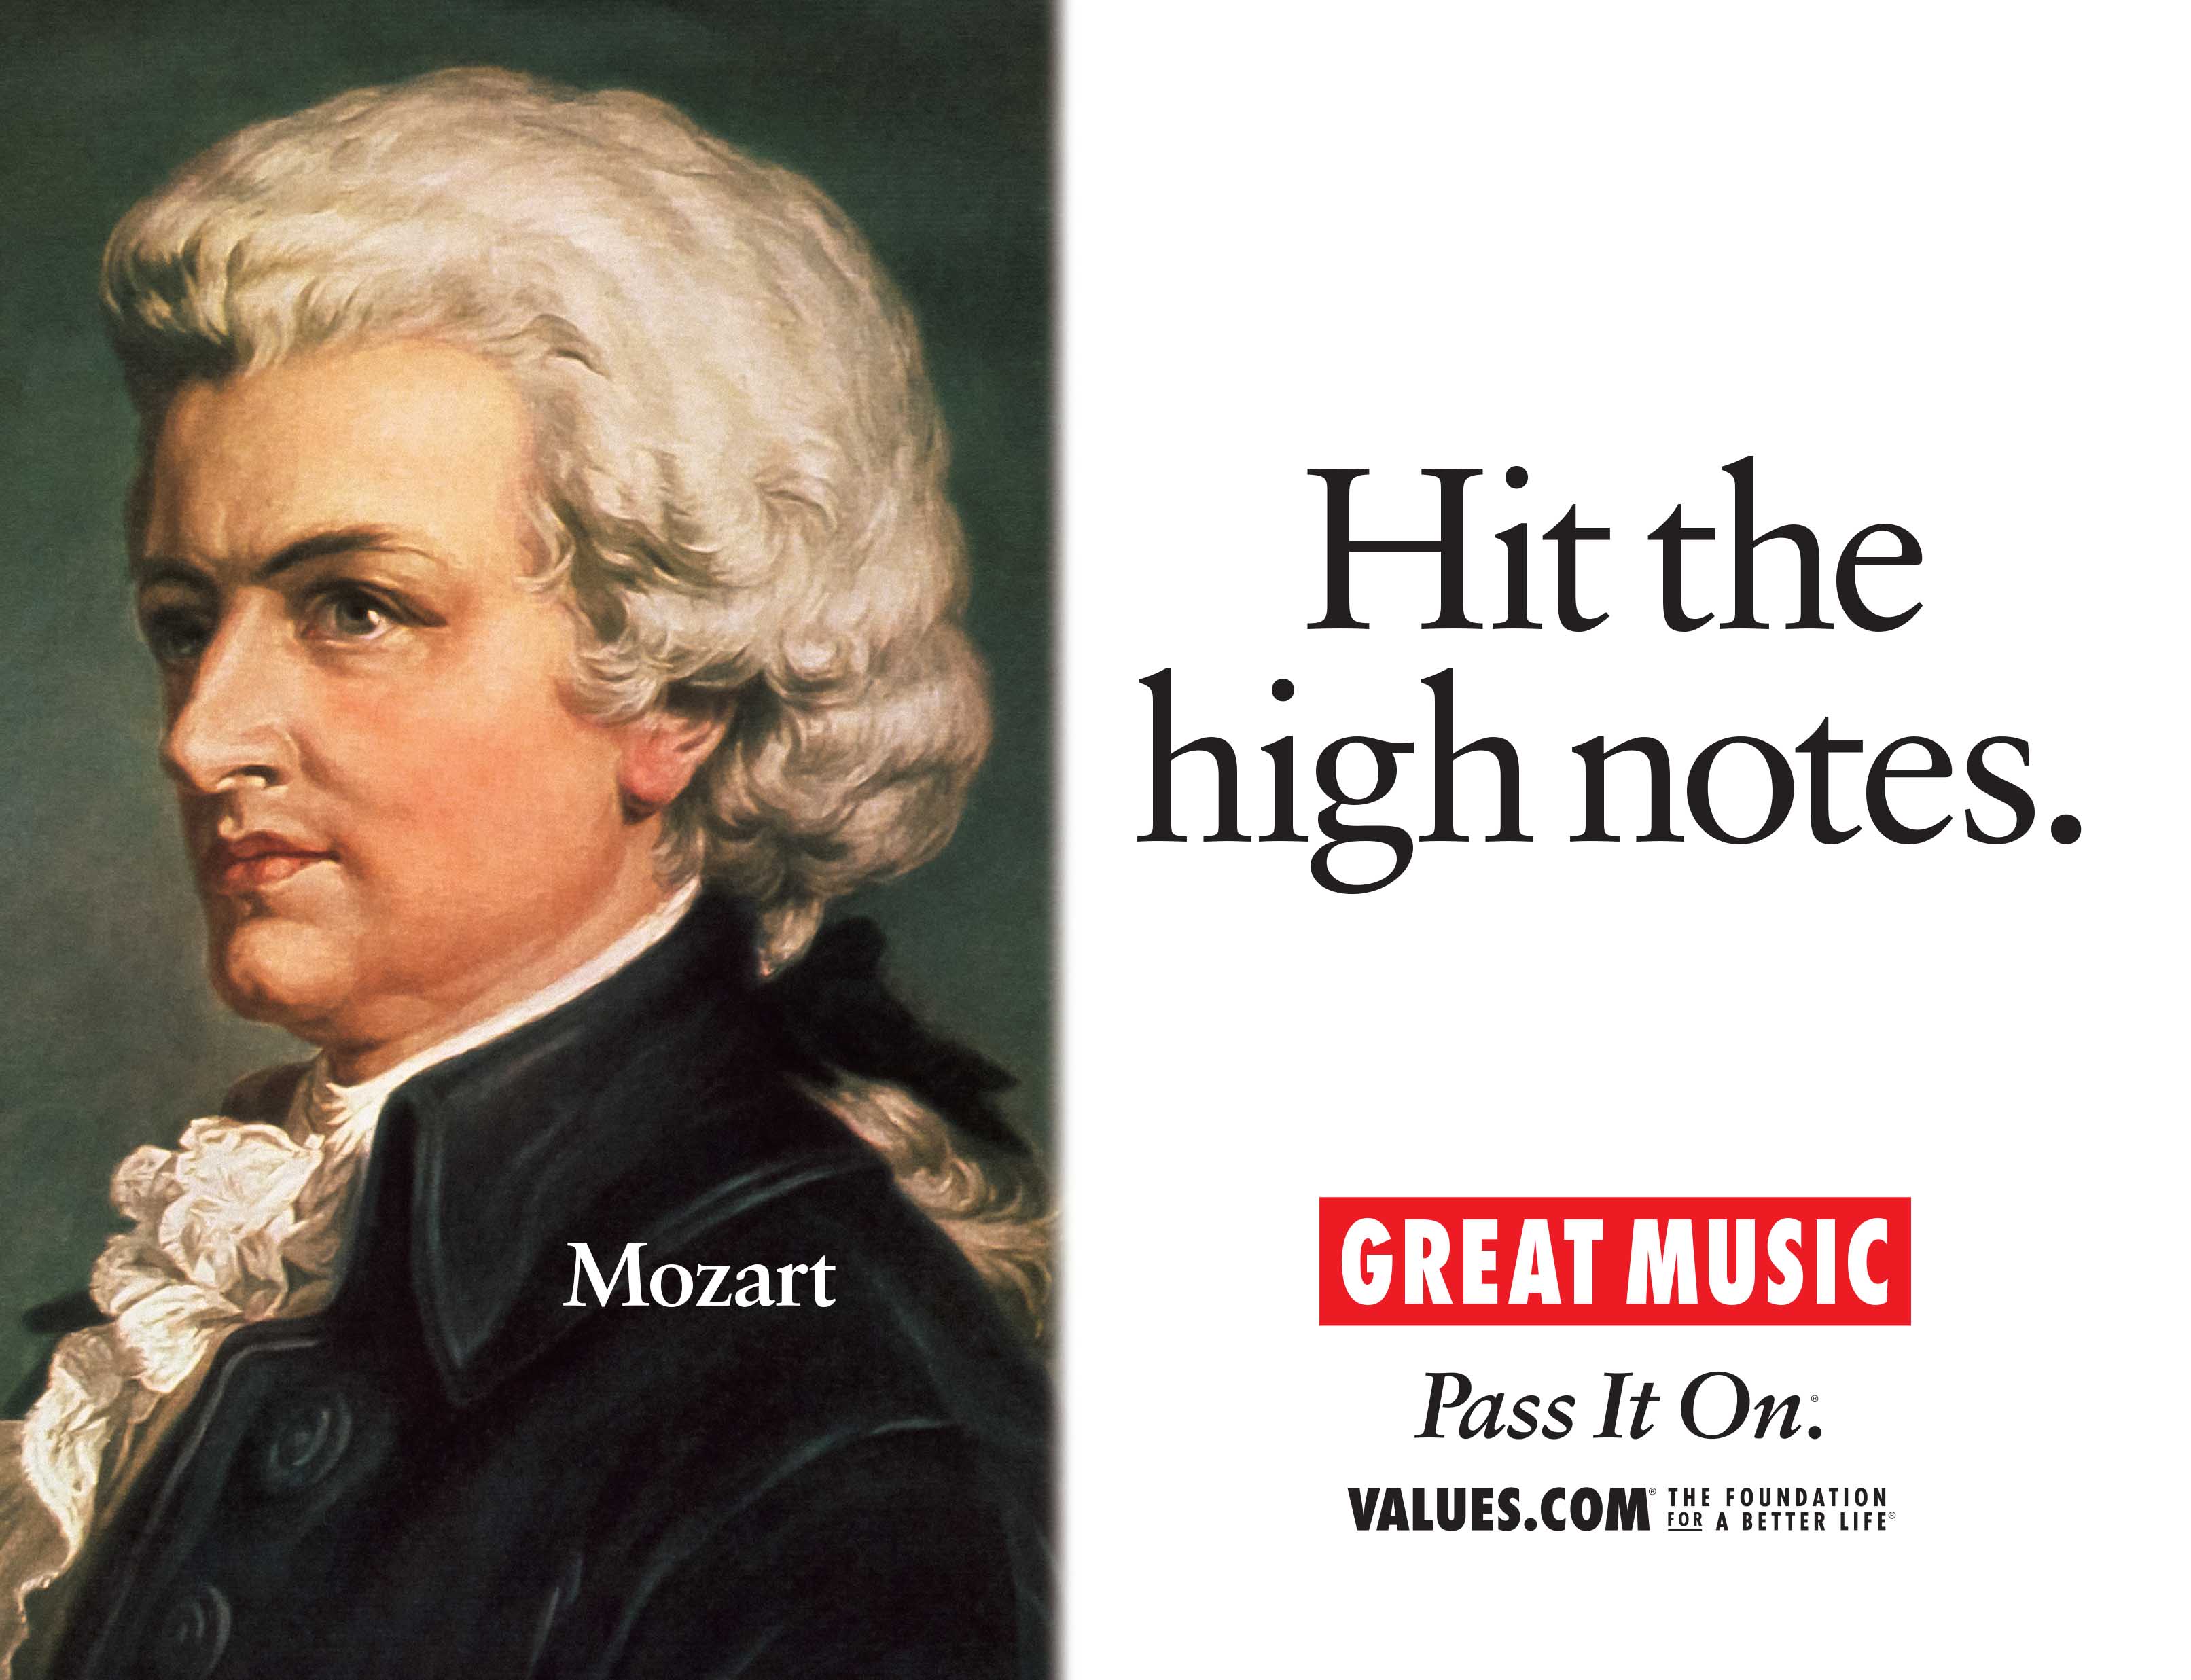 Mozart
Hit the
high notes.
GREAT MUSIC
Pass It On.®
VALUES.COM® THE FOUNDATION
FOR A BETTER LIFE®